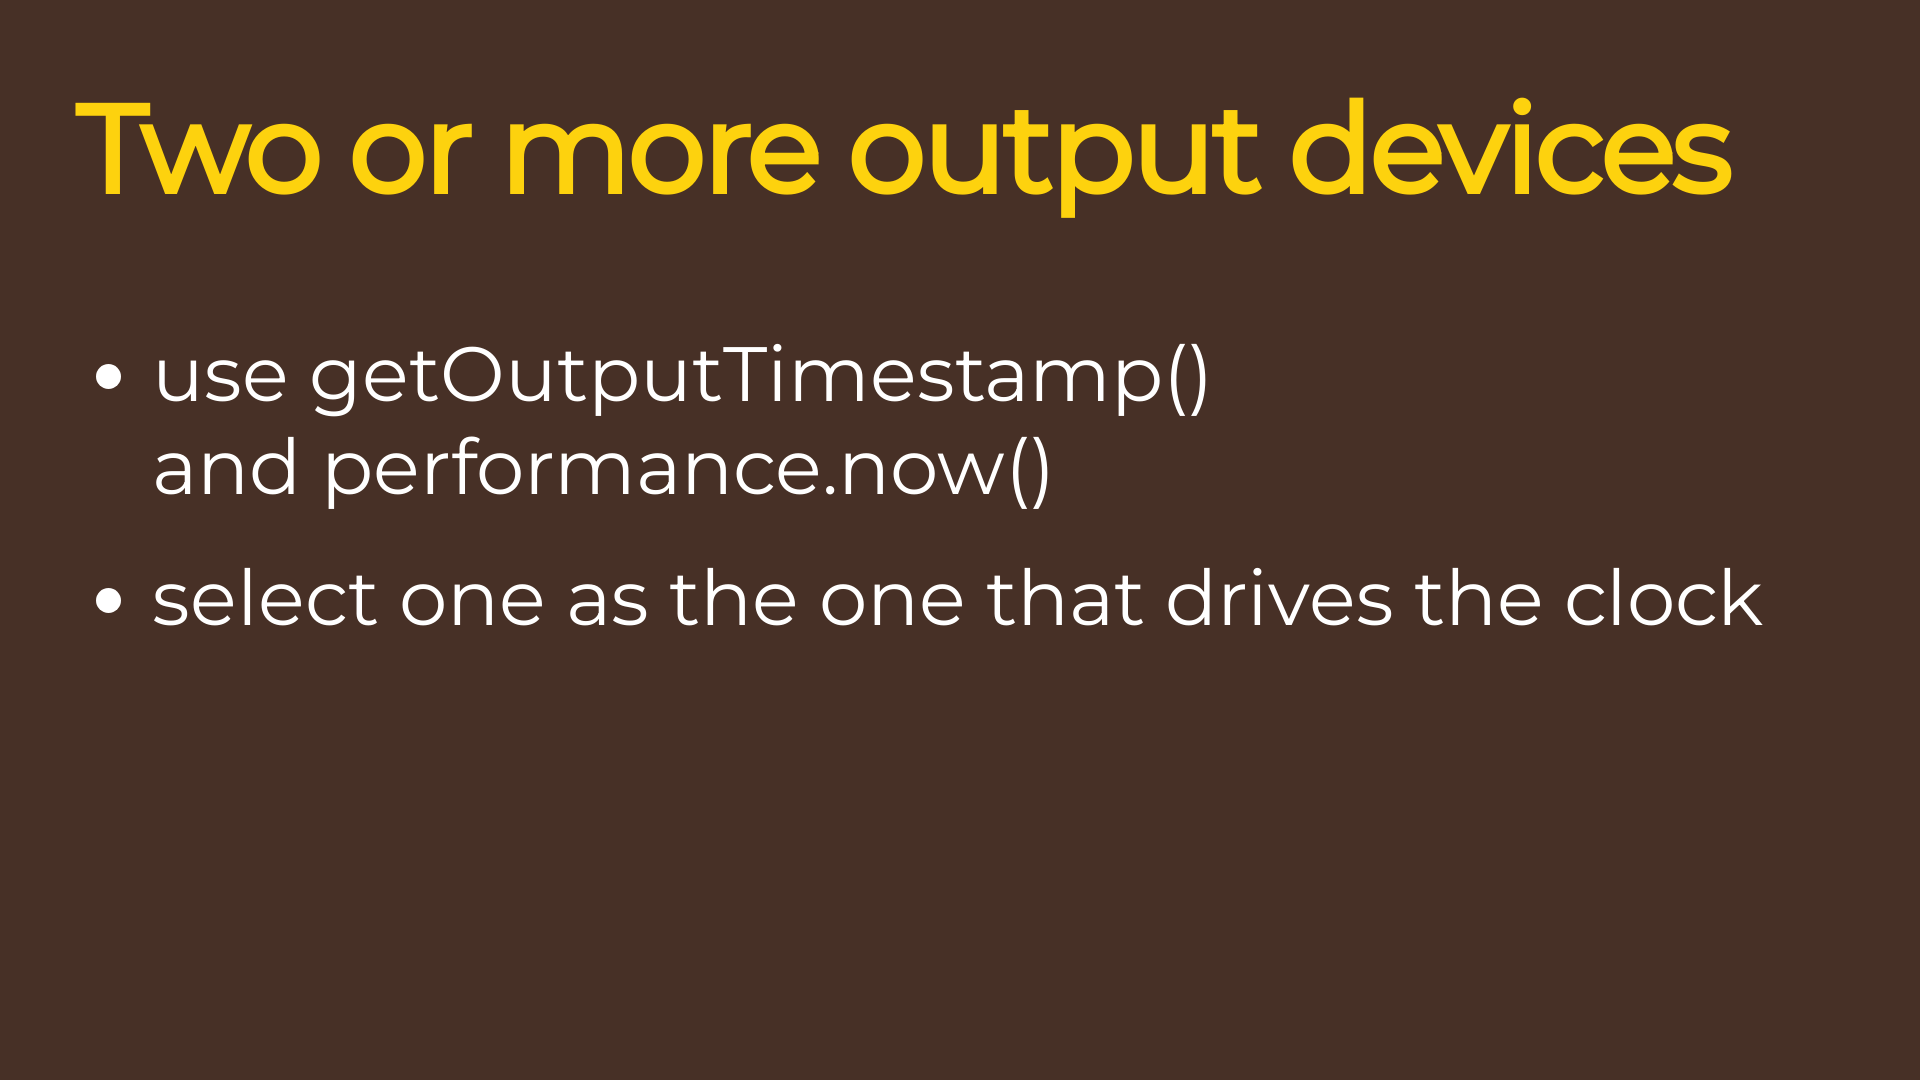 Two or more output devices
• use getOutputTimestamp()
and performance.now()
• select one as the one that drives the clock